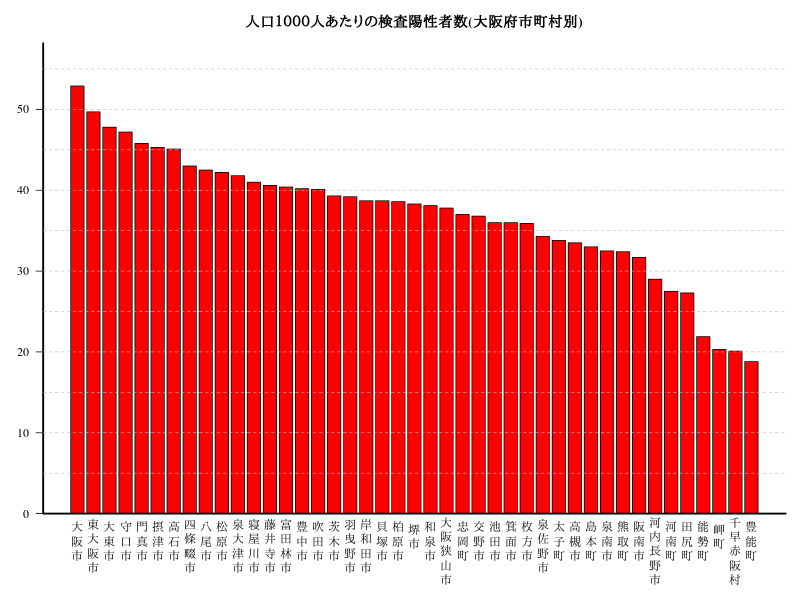 人口1000人あたりの検査陽性者数(大阪府市町村別)
50
40
30
20
10
0
大阪市
東大阪市
大東市
守口市
門真市
摂津市
高石市
四條畷市
八尾市
松原市
泉大津市
寝屋川市
藤井寺市
富田林市
豊中市
吹田市
茨木市
羽曳野市
岸和田市
貝塚市
柏原市
堺市
和泉市
大阪狭山市
忠岡町
交野市
池田市
箕面市
枚方市
泉佐野市
太子町
高槻市
島本町
泉南市
熊取町
阪南市
河内長野市
河南町
田尻町
能勢町
岬町
千早赤阪村
豊能町